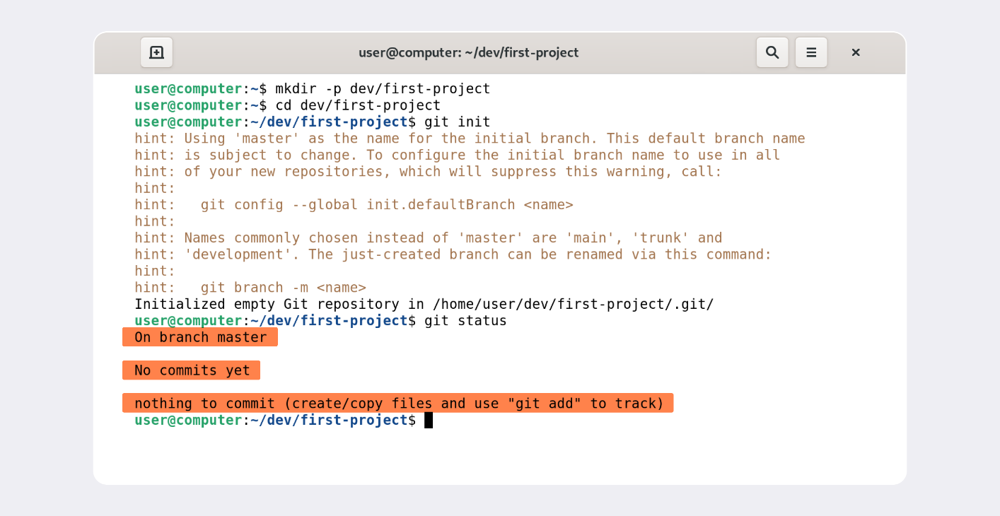 user@computer: ~/dev/first-project
user@computer:~$ mkdir -p dev/first-project
user@computer:~$ cd dev/first-project
user@computer:~/dev/first-project$ git init
hint: Using 'master' as the name for the initial branch. This default branch name
hint: is subject to change. To configure the initial branch name to use in all
hint: of your new repositories, which will suppress this warning, call:
hint:
hint:   git config --global init.defaultBranch <name>
hint:
hint: Names commonly chosen instead of 'master' are 'main', 'trunk' and
hint: 'development'. The just-created branch can be renamed via this command:
hint:
hint:   git branch -m <name>
Initialized empty Git repository in /home/user/dev/first-project/.git/
user@computer:~/dev/first-project$ git status
On branch master
No commits yet
nothing to commit (create/copy files and use "git add" to track)
user@computer:~/dev/first-project$